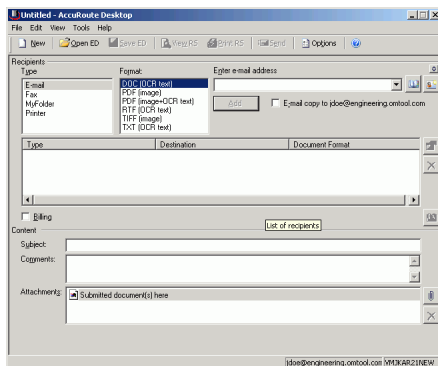 Untitled - AccuRoute Desktop
File Edit View Tools Help
New Open ED Save ED View RS Print RS Send Options
Recipients
Type Format Enter e-mail address
E-mail
Fax
MyFolder
Printer
DOC (OCR text)
PDF (image)
PDF (image+OCR text)
RTF (OCR text)
TIFF (image)
TXT (OCR text)
Add E-mail copy to jdoe@engineering.omtool.com
Type Destination Document Format
Billing
List of recipients
Content
Subject:
Comments:
Attachments: Submitted document(s) here
jdoe@engineering.omtool.com VMJKAR21NEW